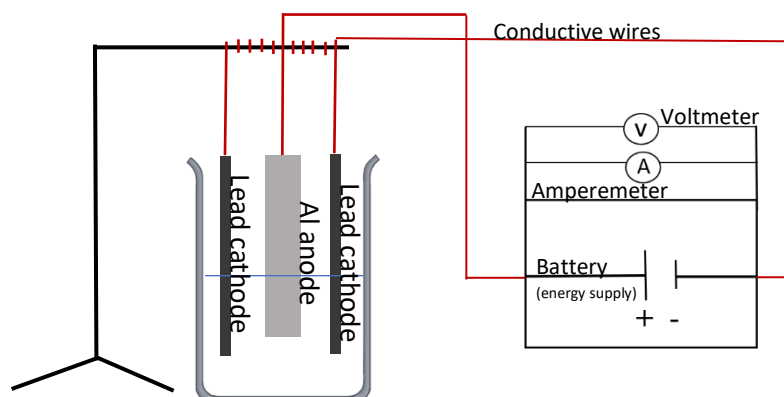 Conductive wires
Voltmeter
V
A
Amperemeter
Lead cathode
Al anode
Lead cathode
Battery
(energy supply)
+ -